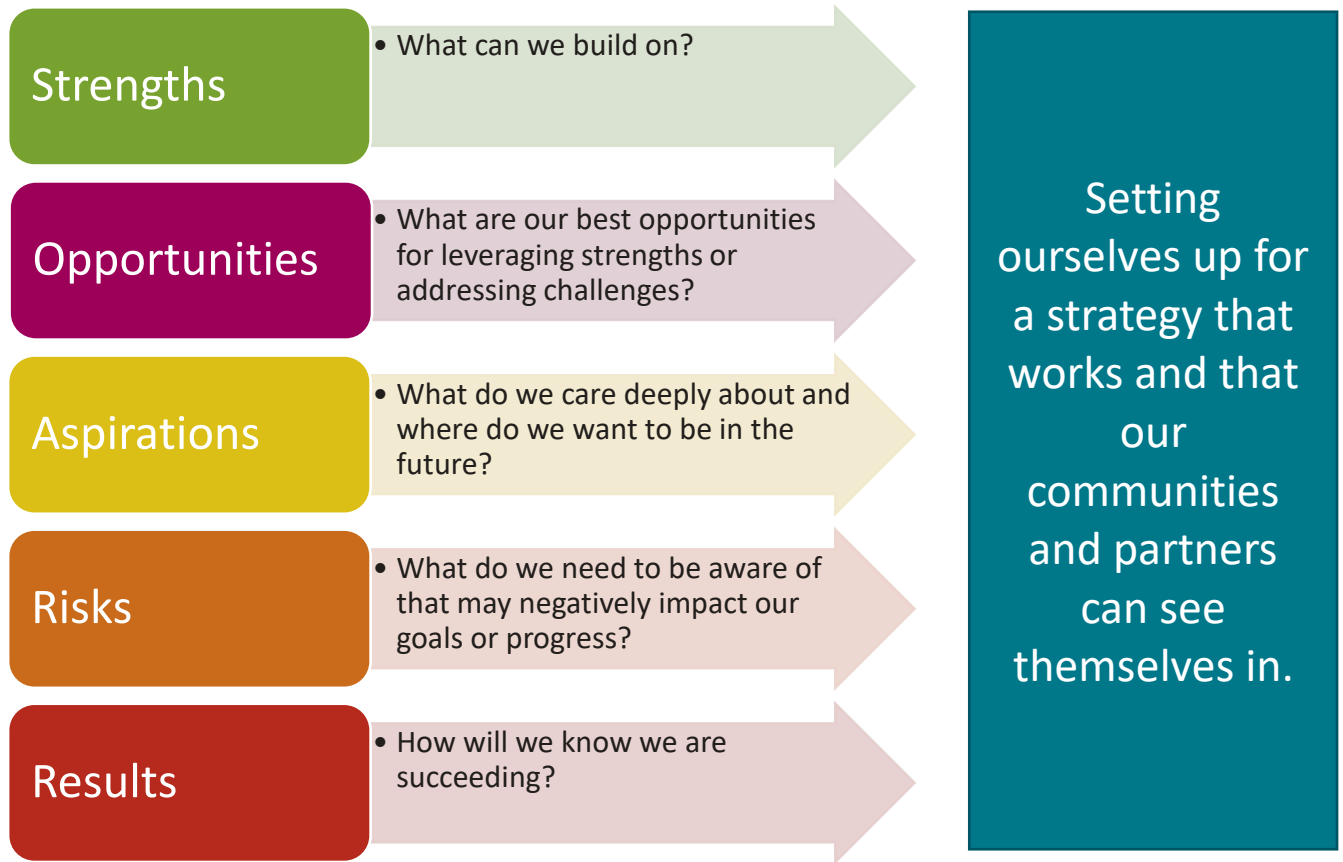 Strengths
• What can we build on?
Opportunities
• What are our best opportunities
for leveraging strengths or
addressing challenges?
Aspirations
• What do we care deeply about and
where do we want to be in the
future?
Risks
• What do we need to be aware of
that may negatively impact our
goals or progress?
Results
• How will we know we are
succeeding?
Setting
ourselves up for
a strategy that
works and that
our
communities
and partners
can see
themselves in.